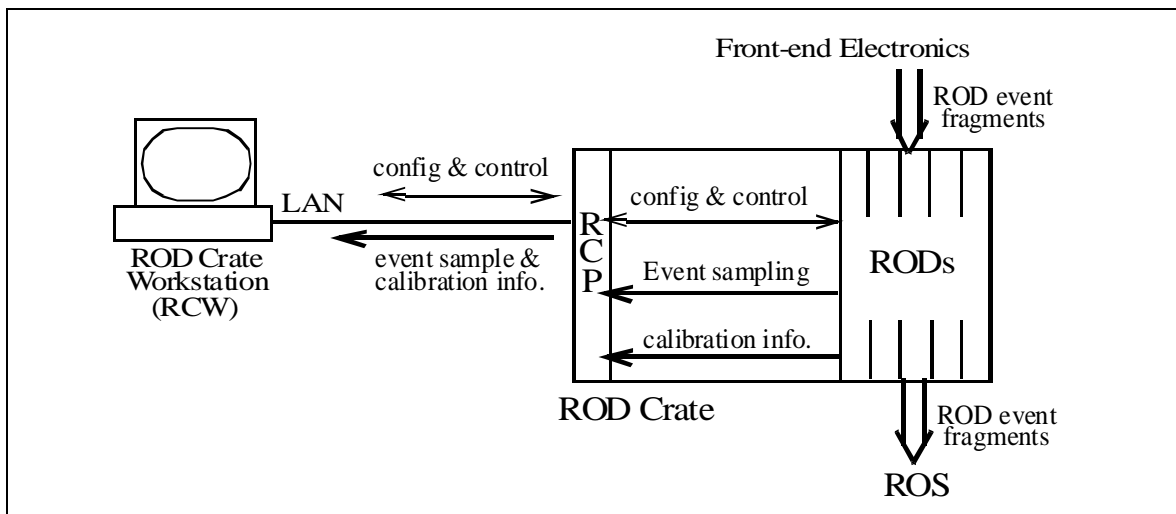 Front-end Electronics
ROD event
fragments
config & control
LAN
config & control
RCP
RODs
event sample &
calibration info.
ROD Crate
Workstation
(RCW)
Event sampling
calibration info.
ROD Crate
ROD event
fragments
ROS